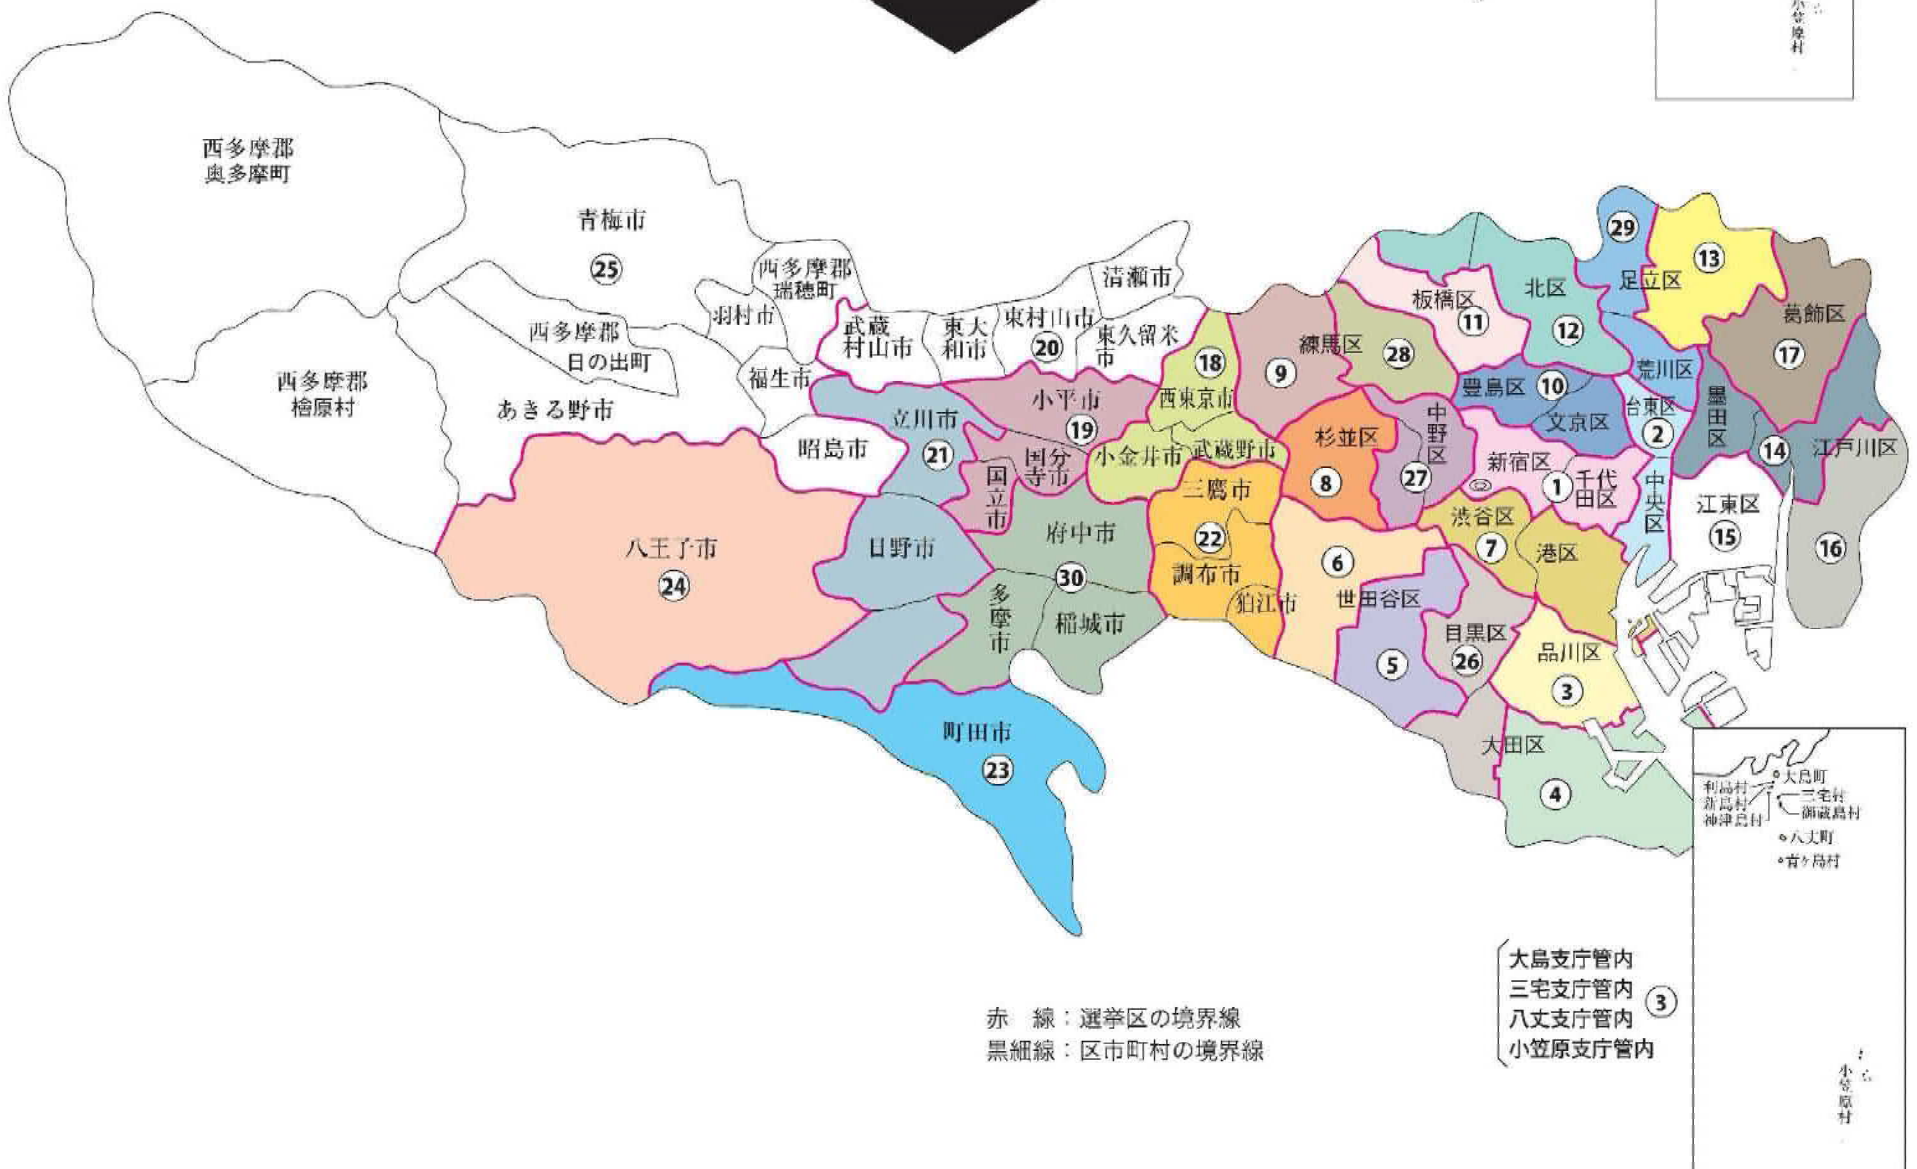 小笠原村
西多摩郡
奥多摩町
青梅市
25
西多摩郡
瑞穂町
羽村市
西多摩郡
日の出町
福生市
西多摩郡
檜原村
あきる野市
昭島市
武蔵
村山市
東大
和市
東村山市
20
清瀬市
東久留米
市
立川市
21
小平市
19
国分
寺市
国立市
18
西東京市
小金井市
武蔵野市
八王子市
24
日野市
府中市
30
多摩市
稲城市
三鷹市
22
調布市
狛江市
町田市
23
練馬区
9
28
板橋区
11
北区
12
29
足立区
13
葛飾区
17
荒川区
豊島区
10
文京区
台東区
2
墨田区
14
江戸川区
16
杉並区
8
中野区
27
新宿区
1
千代
田区
中央区
江東区
15
渋谷区
7
港区
6
世田谷区
5
目黒区
26
品川区
3
大田区
4
大島町
利島村
新島村
神津島村
三宅村
御蔵島村
八丈町
青ヶ島村
小笠原村
大島支庁管内
三宅支庁管内
八丈支庁管内
小笠原支庁管内
3
赤　線：選挙区の境界線
黒細線：区市町村の境界線